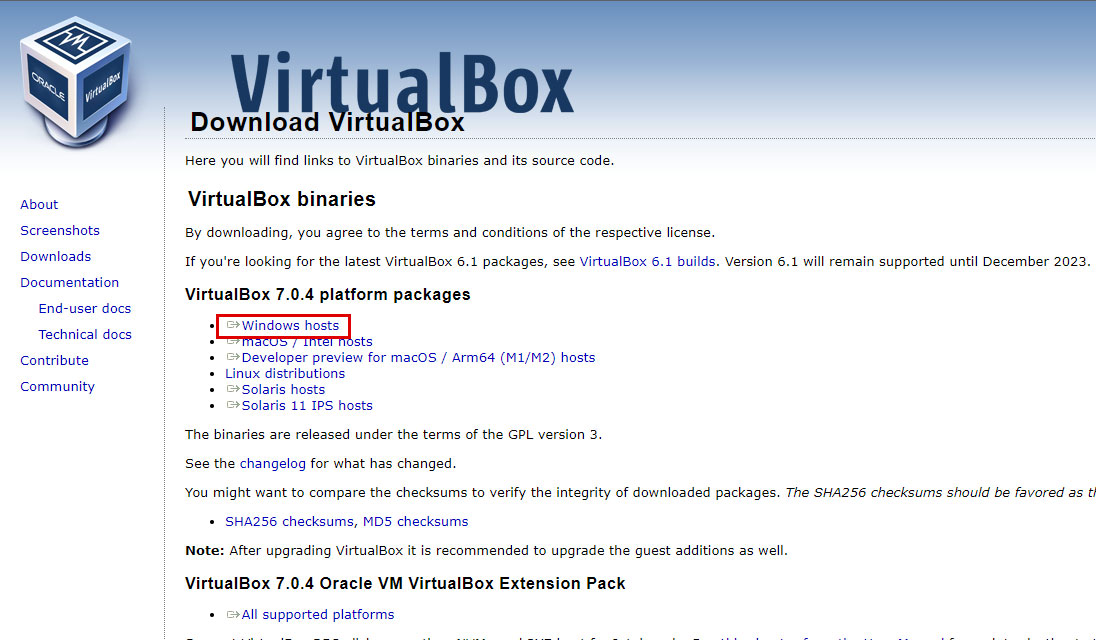 ORACLE
VirtualBox
VirtualBox
Download VirtualBox
Here you will find links to VirtualBox binaries and its source code.
About
Screenshots
Downloads
Documentation
End-user docs
Technical docs
Contribute
Community
VirtualBox binaries
By downloading, you agree to the terms and conditions of the respective license.
If you're looking for the latest VirtualBox 6.1 packages, see VirtualBox 6.1 builds. Version 6.1 will remain supported until December 2023.
VirtualBox 7.0.4 platform packages
Windows hosts
macOS / Intel hosts
Developer preview for macOS / Arm64 (M1/M2) hosts
Linux distributions
Solaris hosts
Solaris 11 IPS hosts
The binaries are released under the terms of the GPL version 3.
See the changelog for what has changed.
You might want to compare the checksums to verify the integrity of downloaded packages. The SHA256 checksums should be favored as
SHA256 checksums, MD5 checksums
Note: After upgrading VirtualBox it is recommended to upgrade the guest additions as well.
VirtualBox 7.0.4 Oracle VM VirtualBox Extension Pack
All supported platforms